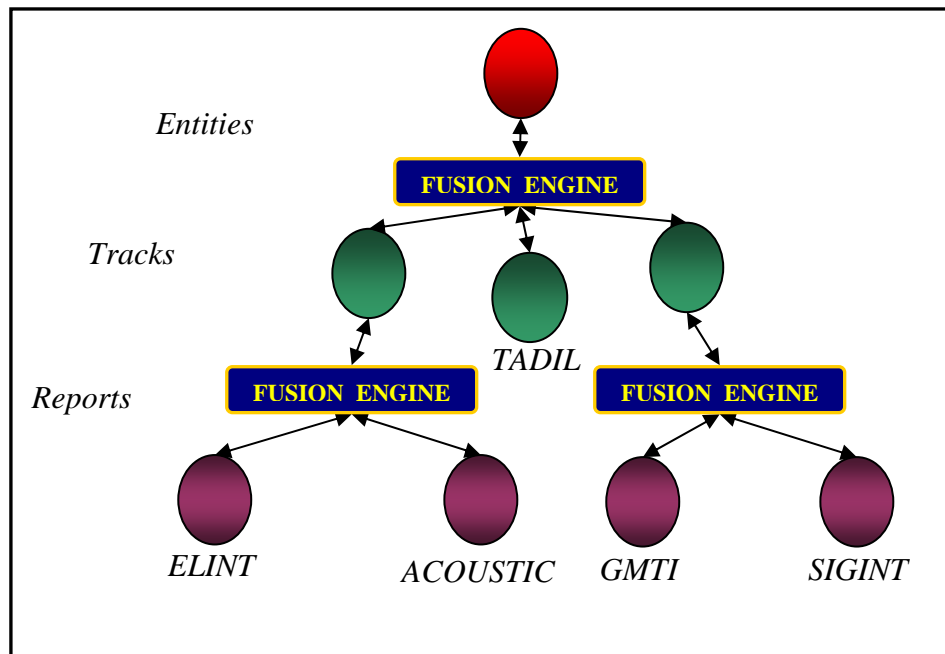 Entities
FUSION ENGINE
Tracks
TADIL
Reports
FUSION ENGINE
FUSION ENGINE
ELINT
ACOUSTIC
GMTI
SIGINT